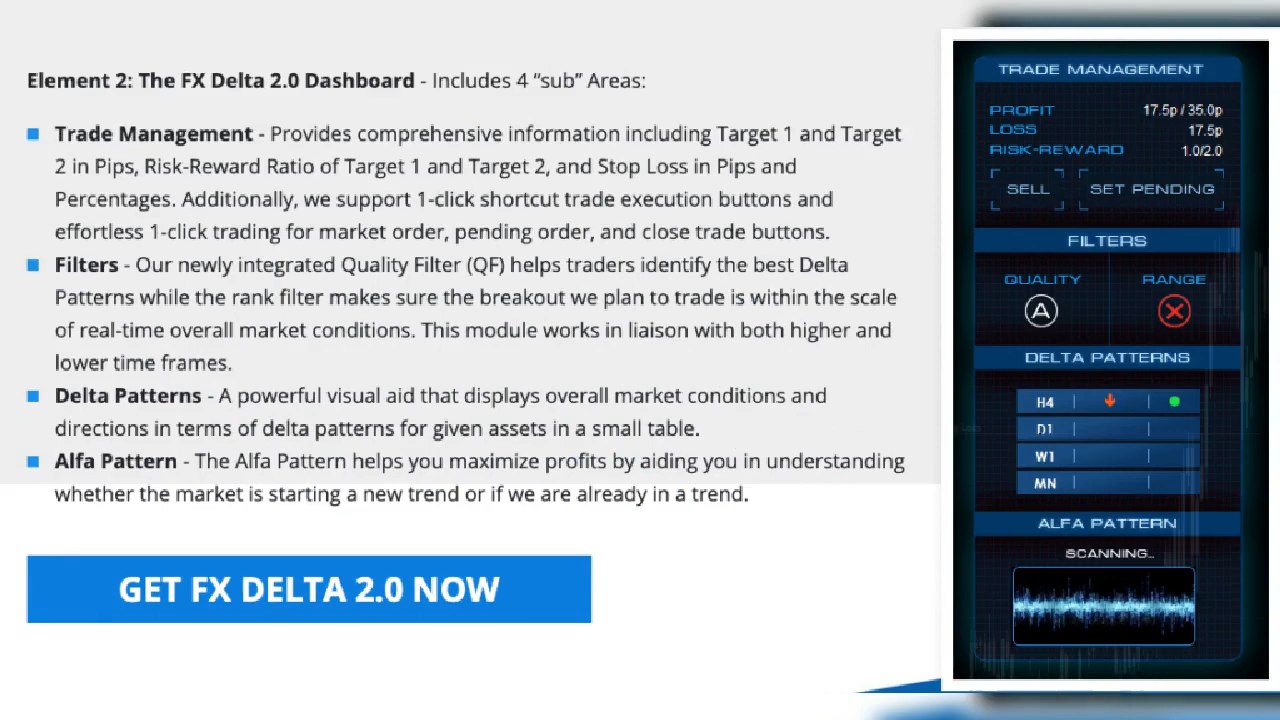 Element 2: The FX Delta 2.0 Dashboard - Includes 4 “sub” Areas:
Trade Management - Provides comprehensive information including Target 1 and Target
2 in Pips, Risk-Reward Ratio of Target 1 and Target 2, and Stop Loss in Pips and
Percentages. Additionally, we support 1-click shortcut trade execution buttons and
effortless 1-click trading for market order, pending order, and close trade buttons.
Filters - Our newly integrated Quality Filter (QF) helps traders identify the best Delta
Patterns while the rank filter makes sure the breakout we plan to trade is within the scale
of real-time overall market conditions. This module works in liaison with both higher and
lower time frames.
Delta Patterns - A powerful visual aid that displays overall market conditions and
directions in terms of delta patterns for given assets in a small table.
Alfa Pattern - The Alfa Pattern helps you maximize profits by aiding you in understanding
whether the market is starting a new trend or if we are already in a trend.
GET FX DELTA 2.0 NOW
TRADE MANAGEMENT
PROFIT 17.5p / 35.0p
LOSS 17.5p
RISK-REWARD 1.0/2.0
SELL SET PENDING
FILTERS
QUALITY RANGE
A
DELTA PATTERNS
H4
D1
W1
MN
ALFA PATTERN
SCANNING..